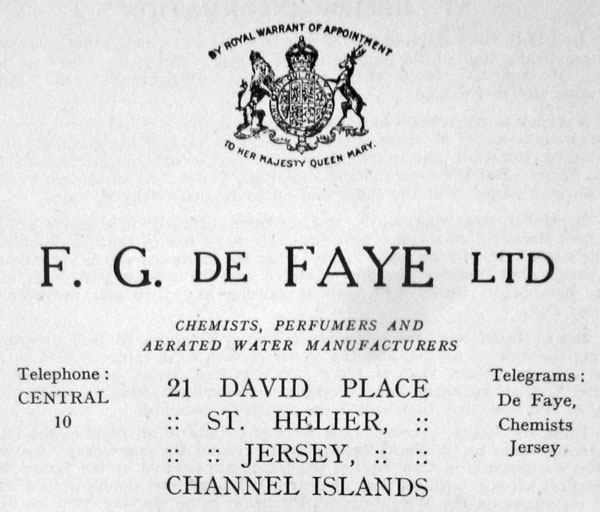 BY ROYAL WARRANT OF APPOINTMENT
TO HER MAJESTY QUEEN MARY.
F. G. DE FAYE LTD
CHEMISTS, PERFUMERS AND
AERATED WATER MANUFACTURERS
Telephone :
CENTRAL
10
21 DAVID PLACE
:: ST. HELIER, ::
:: :: JERSEY, :: ::
CHANNEL ISLANDS
Telegrams :
De Faye,
Chemists
Jersey